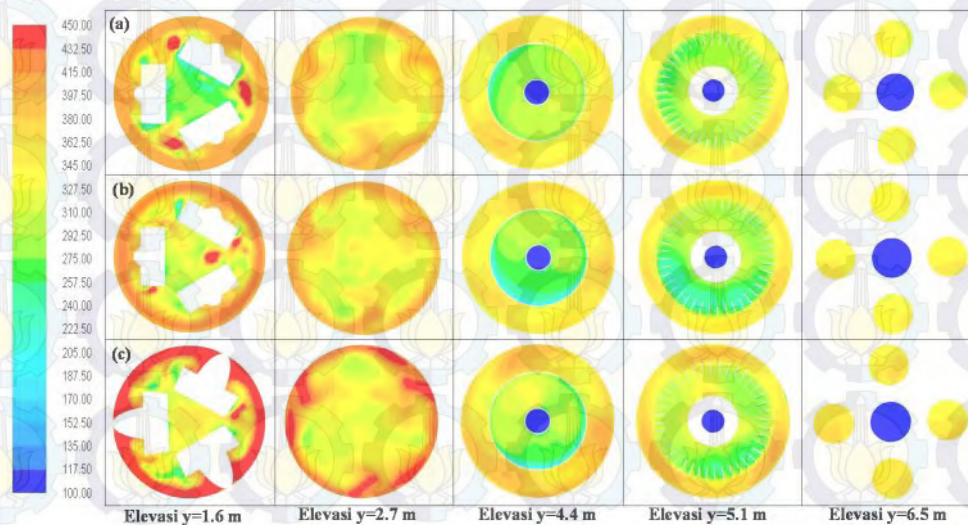 450.00
432.50
415.00
397.50
380.00
362.50
345.00
327.50
310.00
292.50
275.00
257.50
240.00
222.50
205.00
187.50
170.00
152.50
135.00
117.50
100.00
(a)
(b)
(c)
Elevasi y=1.6 m
Elevasi y=2.7 m
Elevasi y=4.4 m
Elevasi y=5.1 m
Elevasi y=6.5 m